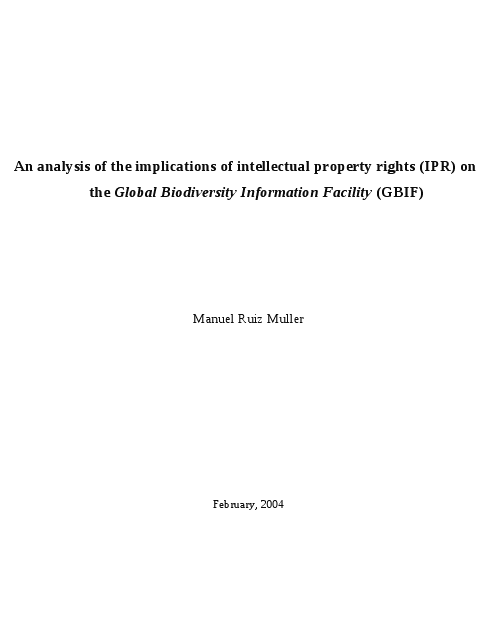 An analysis of the implications of intellectual property rights (IPR) on
the Global Biodiversity Information Facility (GBIF)
Manuel Ruiz Muller
February, 2004